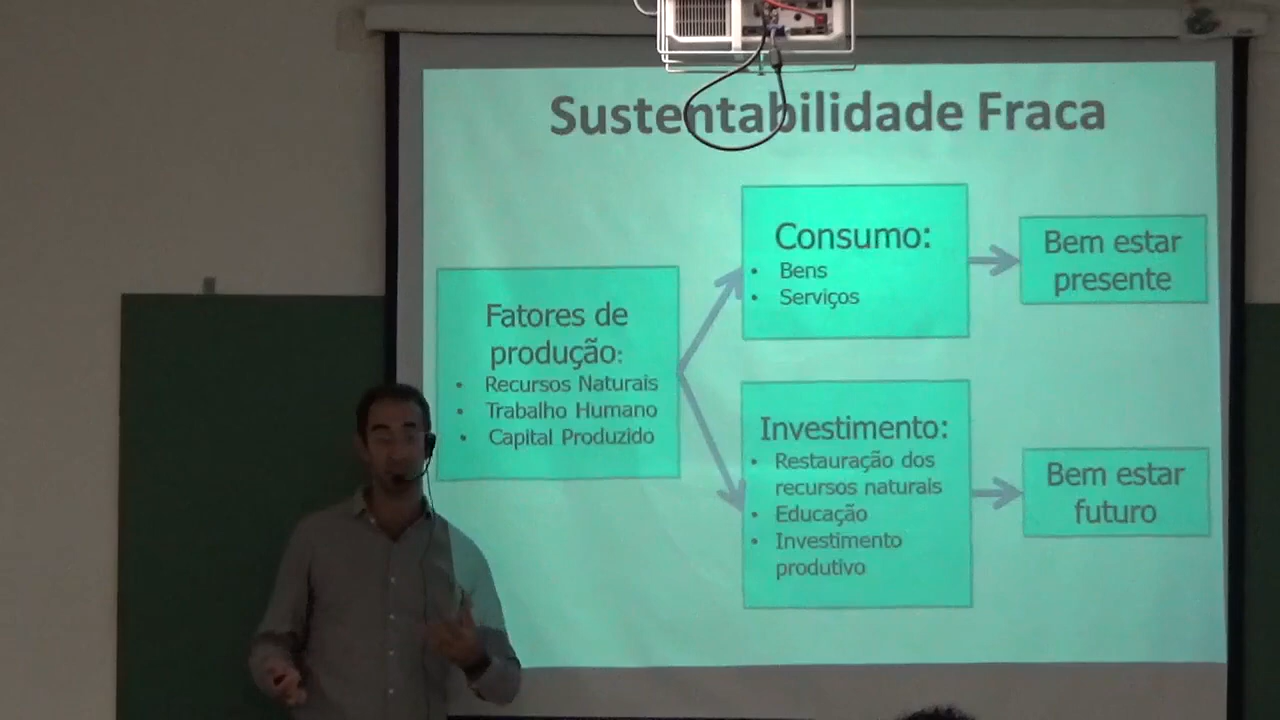 Sustentabilidade Fraca
Fatores de
produção:
• Recursos Naturais
• Trabalho Humano
• Capital Produzido
Consumo:
• Bens
• Serviços
Bem estar
presente
Investimento:
• Restauração dos
recursos naturais
• Educação
• Investimento
produtivo
Bem estar
futuro